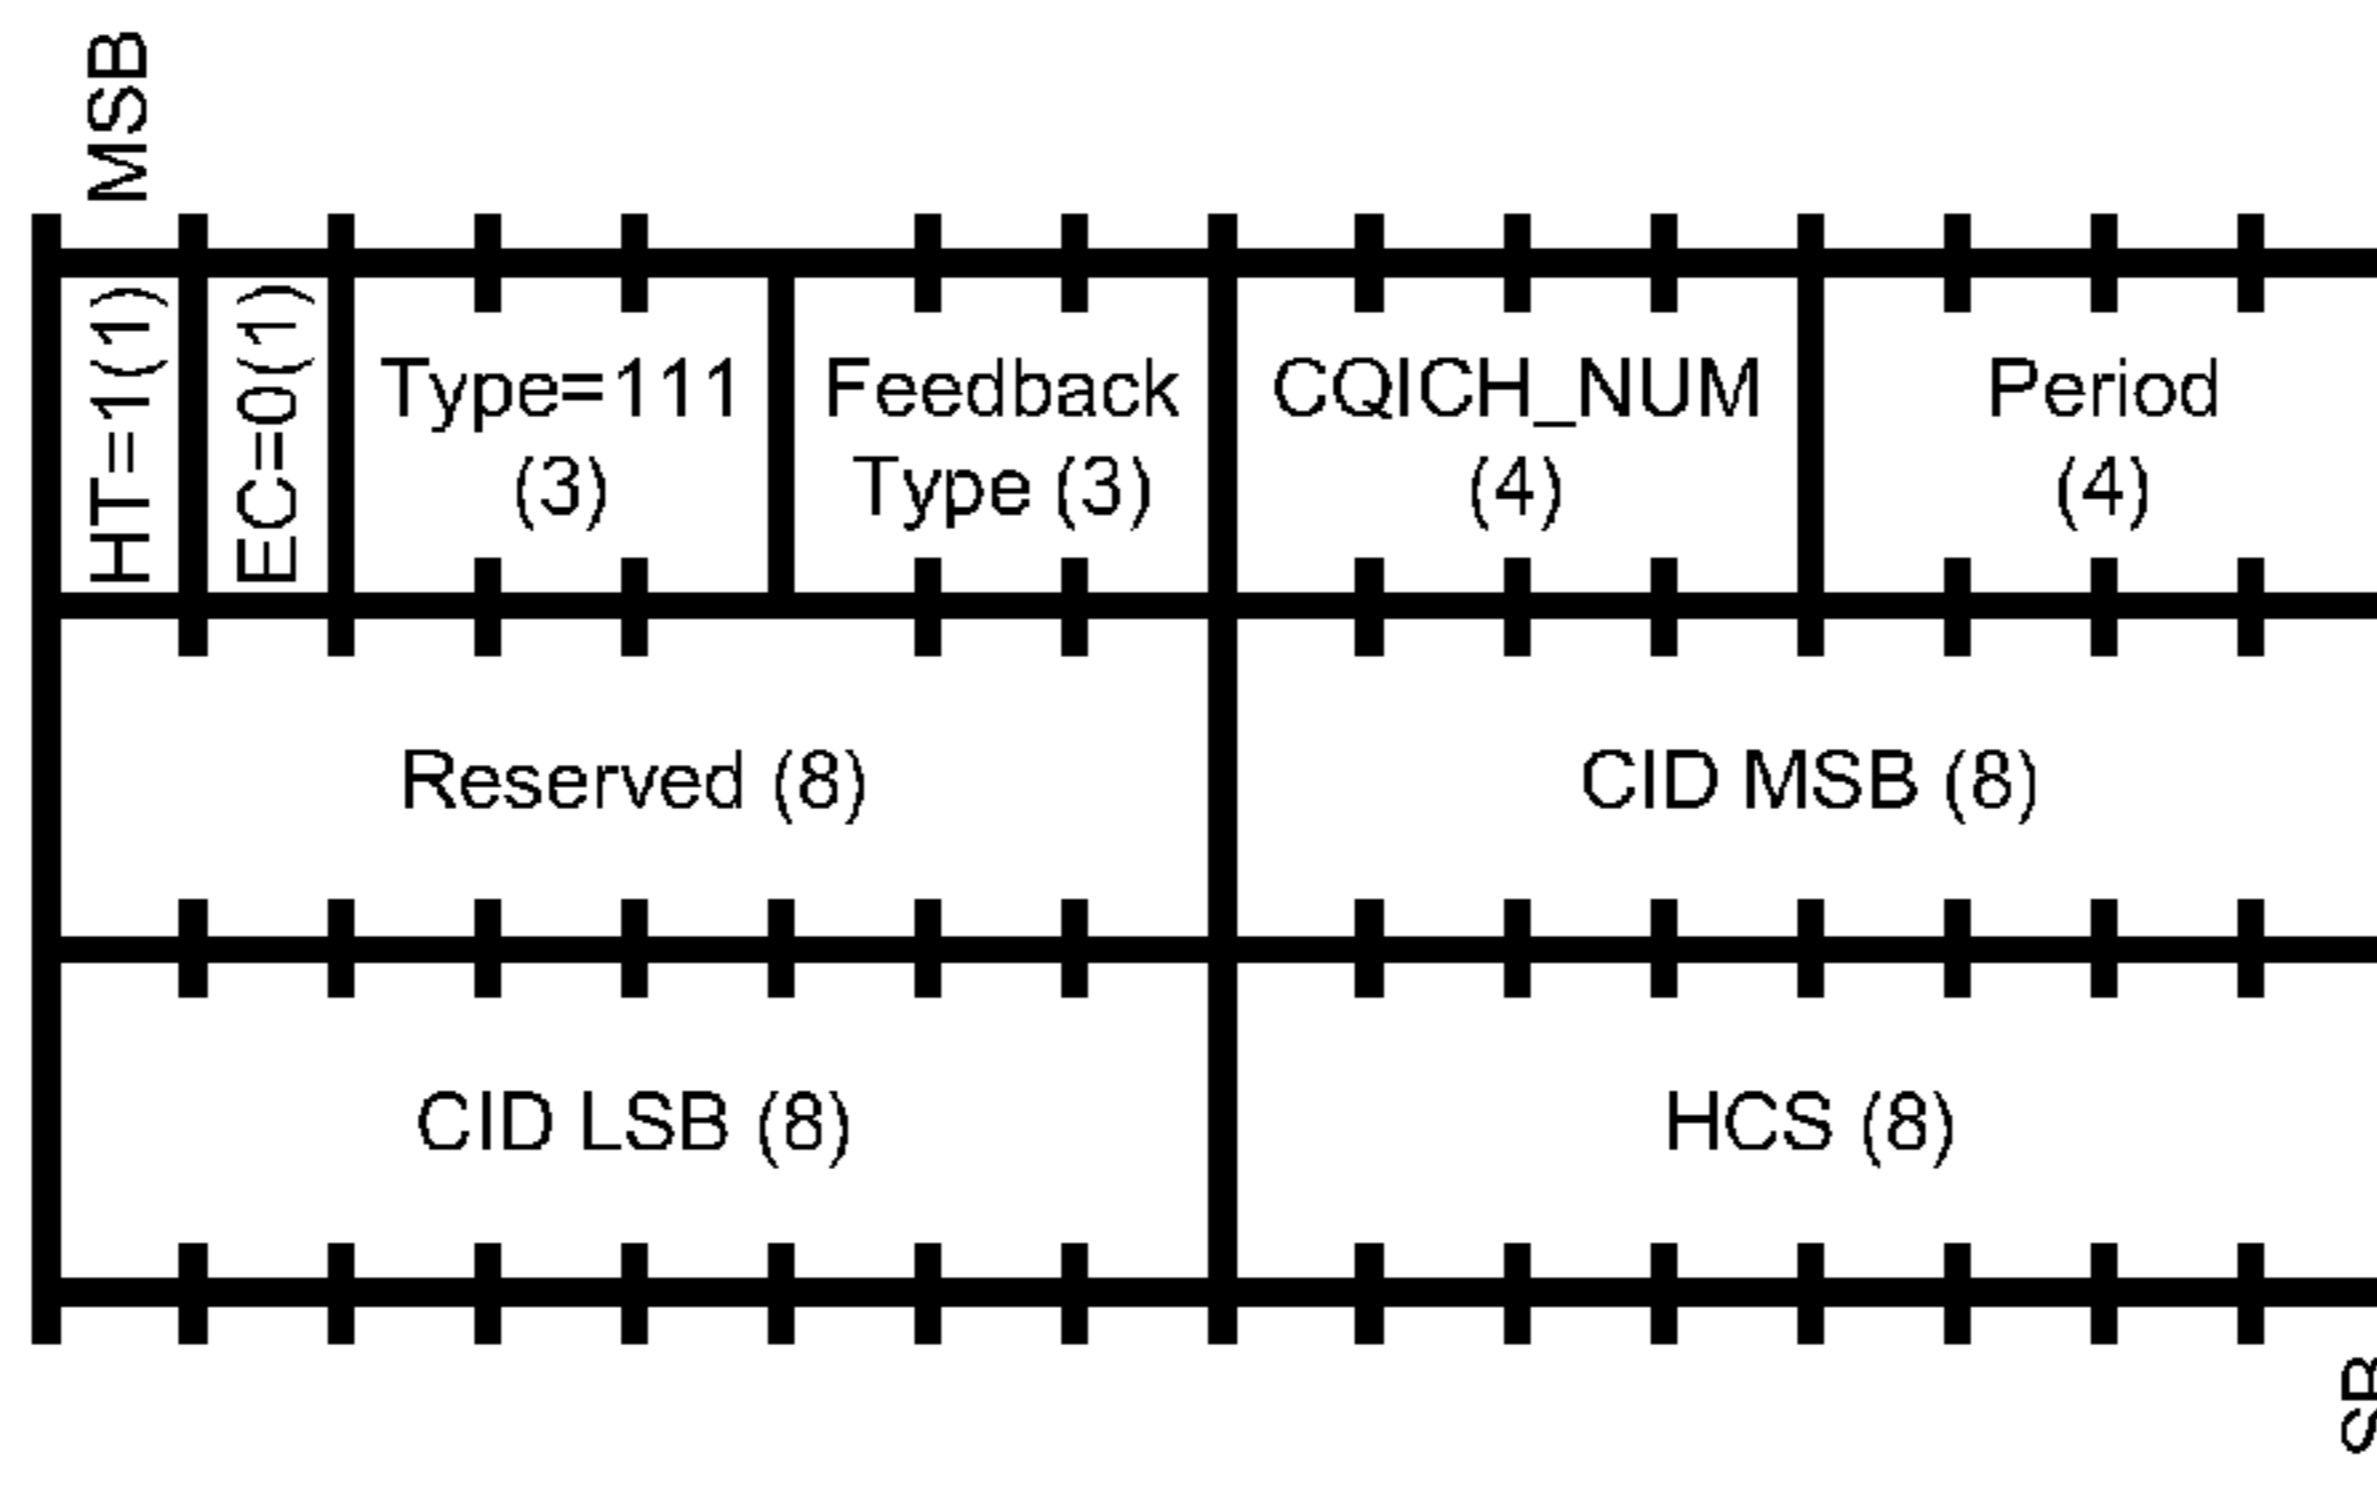 MSB
HT=1(1)
EC=0(1)
Type=111
(3)
Feedback
Type (3)
CQICH_NUM
(4)
Period
(4)
Reserved (8)
CID MSB (8)
CID LSB (8)
HCS (8)